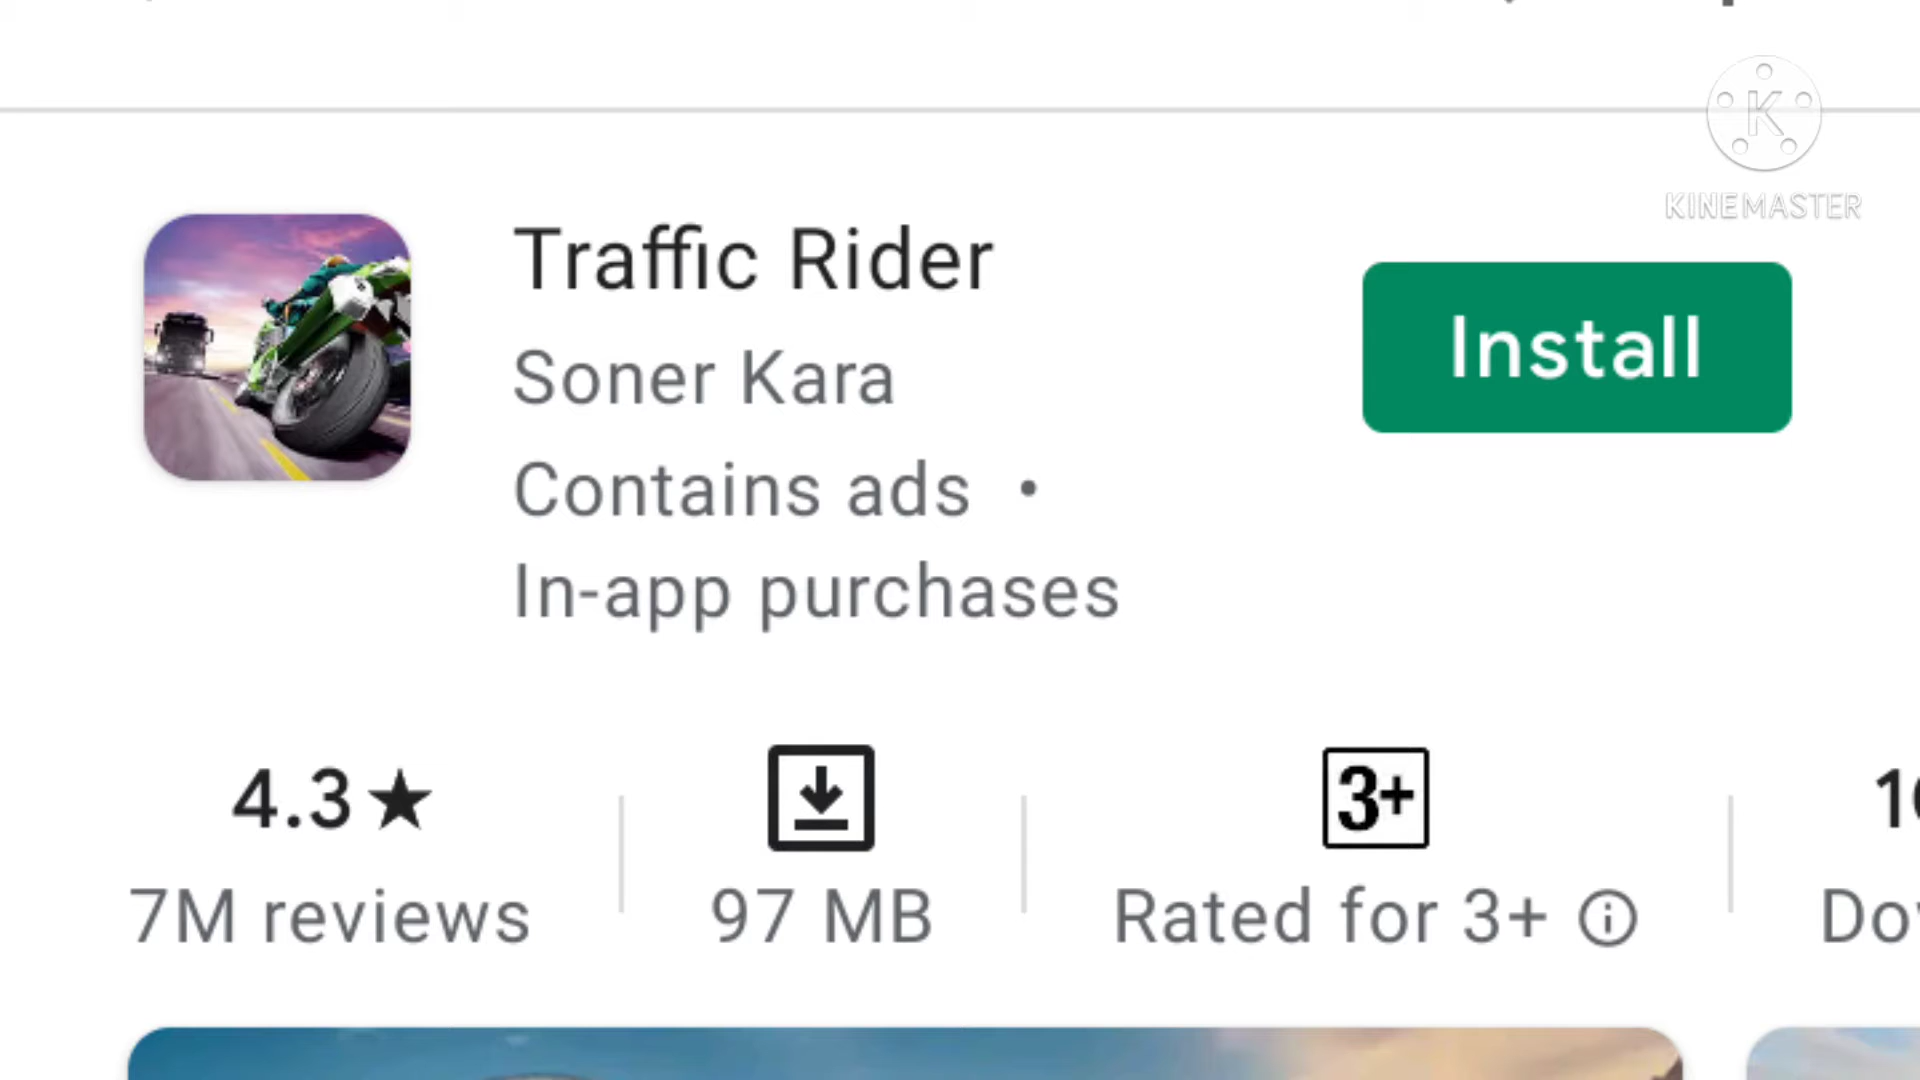 K
KINEMASTER
Traffic Rider
Install
Soner Kara
Contains ads •
In-app purchases
4.3★
3+
7M reviews
97 MB
Rated for 3+